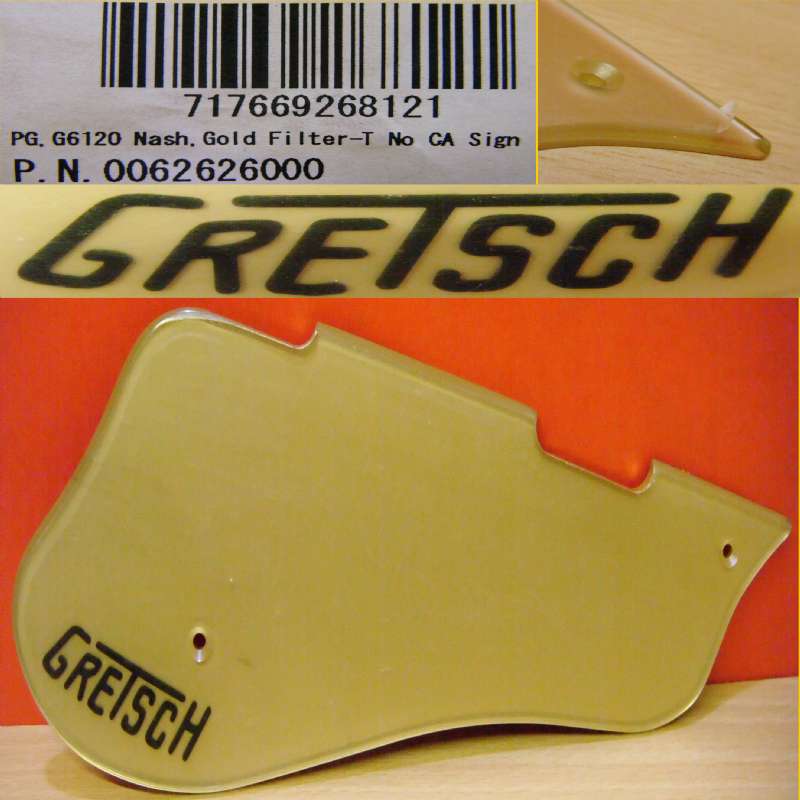 717669268121
PG,G6120 Nash.Gold Filter-T No CA Sign
P.N.0062626000
GRETSCH
GRETSCH